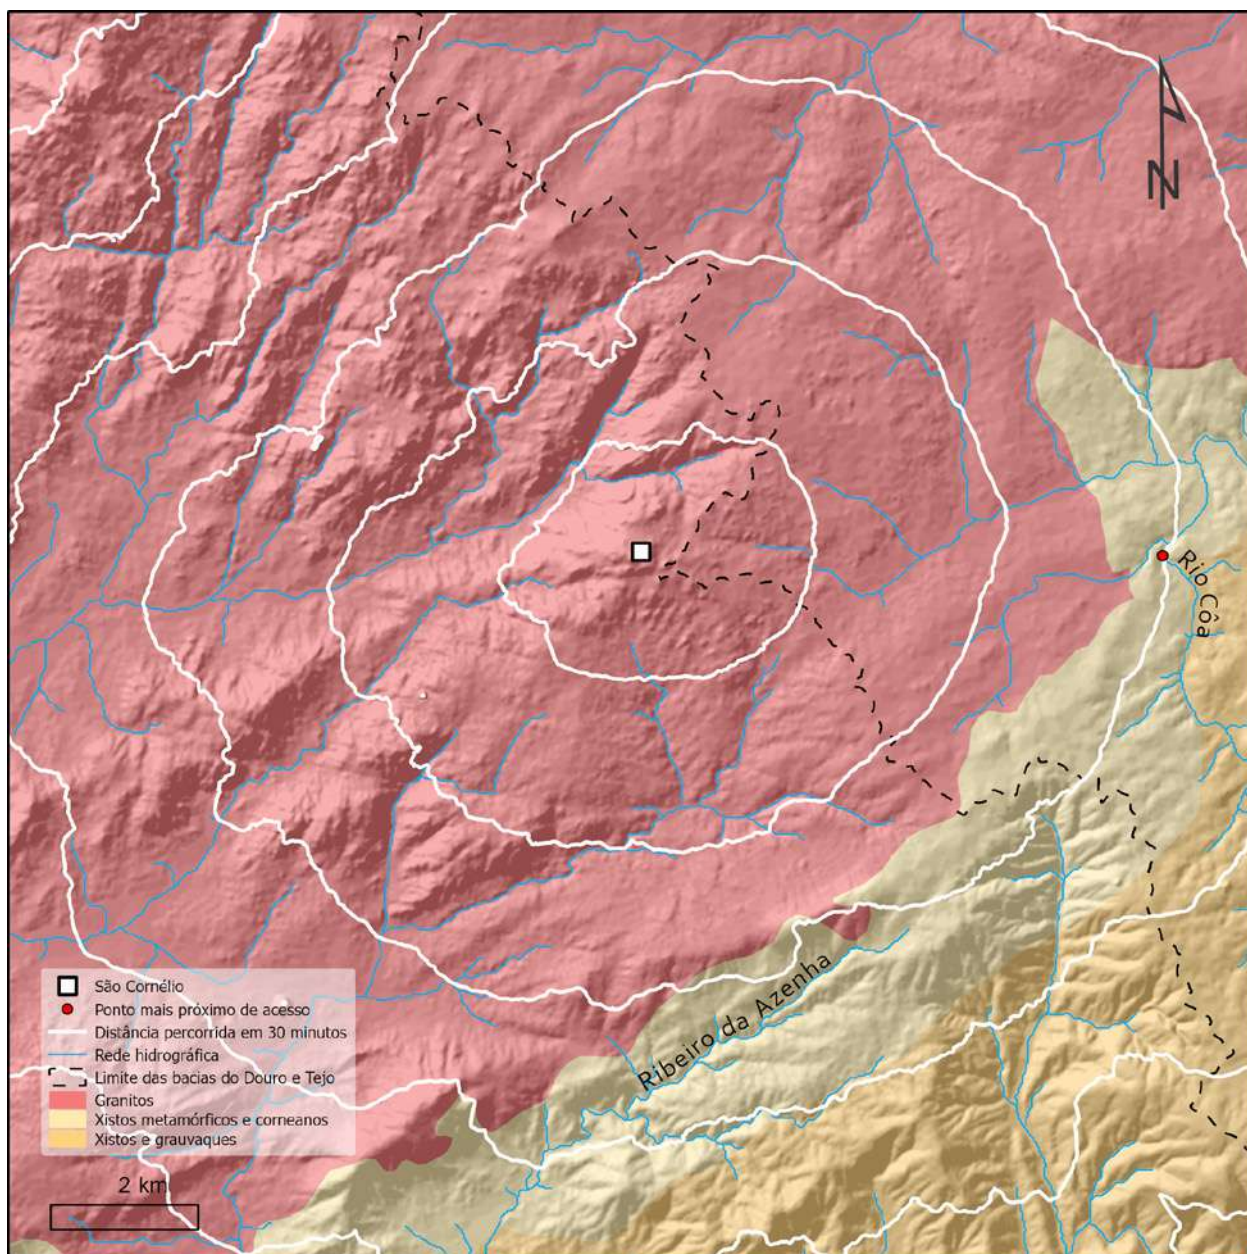 N
Rio Côa
Ribeiro da Azenha
São Cornélio
Ponto mais próximo de acesso
Distância percorrida em 30 minutos
Rede hidrográfica
Limite das bacias do Douro e Tejo
Granitos
Xistos metamórficos e corneanos
Xistos e grauvaques
2 km